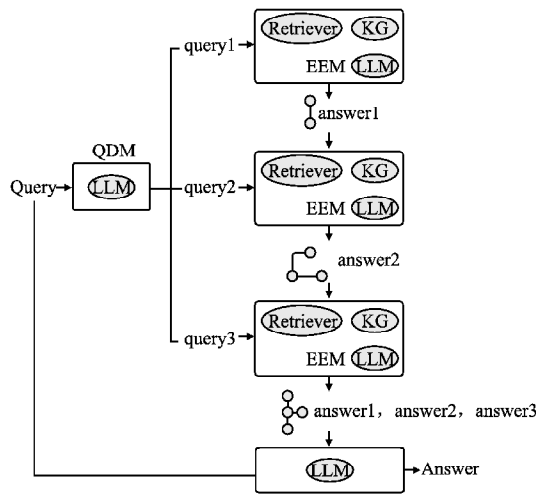 Retriever KG
query1
EEM LLM
answer1
QDM
Retriever KG
Query LLM query2
EEM LLM
answer2
Retriever KG
query3
EEM LLM
answer1, answer2, answer3
LLM Answer